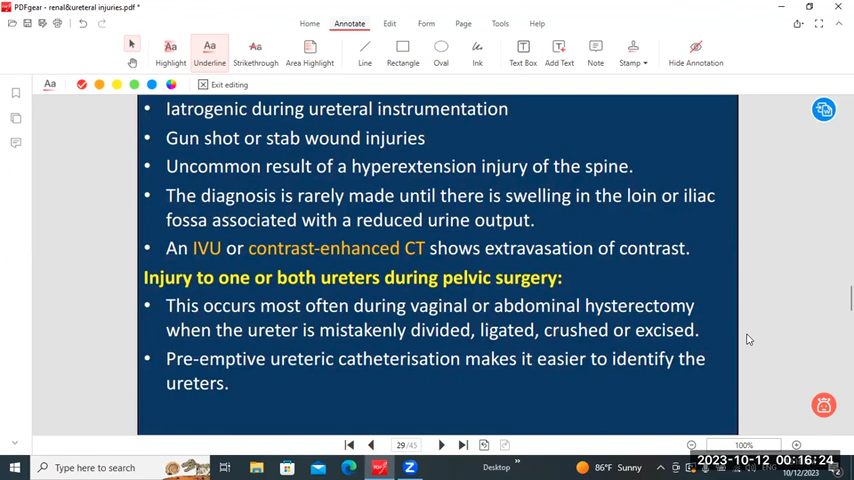 PDFgear - renal&ureteral injuries.pdf *
Home Annotate Edit Form Page Tools Help
Highlight Underline Strikethrough Area Highlight Line Rectangle Oval Ink Text Box Add Text Note Stamp Hide Annotation
Aa Exit editing
• Iatrogenic during ureteral instrumentation
• Gun shot or stab wound injuries
• Uncommon result of a hyperextension injury of the spine.
• The diagnosis is rarely made until there is swelling in the loin or iliac
fossa associated with a reduced urine output.
• An IVU or contrast-enhanced CT shows extravasation of contrast.
Injury to one or both ureters during pelvic surgery:
• This occurs most often during vaginal or abdominal hysterectomy
when the ureter is mistakenly divided, ligated, crushed or excised.
• Pre-emptive ureteric catheterisation makes it easier to identify the
ureters.
29 /45 100%
Type here to search Desktop 86°F Sunny
2023-10-12 00:16:24
10/12/2023